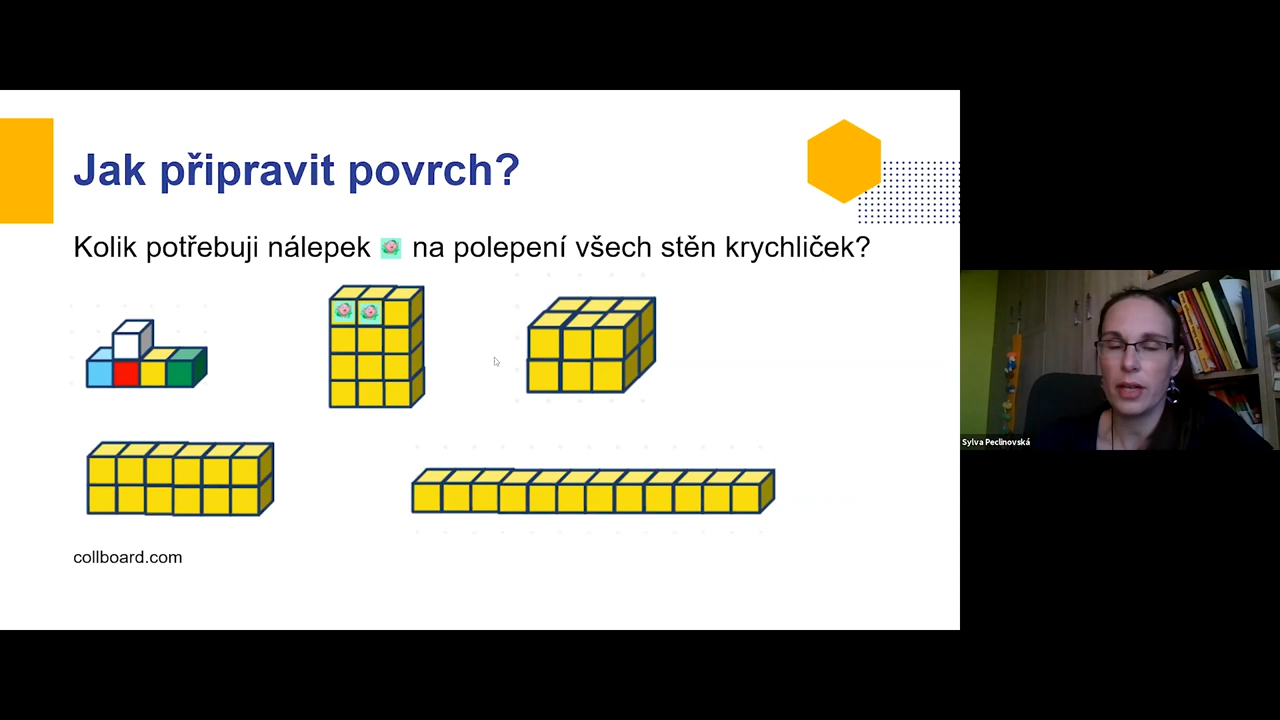 Jak připravit povrch?
Kolik potřebuji nálepek na polepení všech stěn krychliček?
collboard.com
Sylva Peclinovská